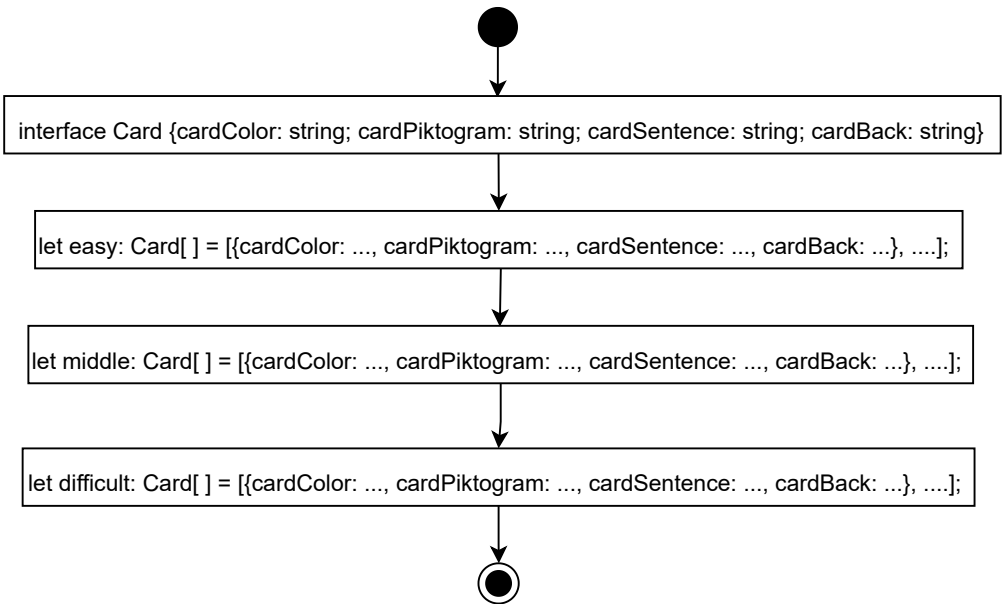 interface Card {cardColor: string; cardPiktogram: string; cardSentence: string; cardBack: string}
let easy: Card[ ] = [{cardColor: ..., cardPiktogram: ..., cardSentence: ..., cardBack: ...}, ....];
let middle: Card[ ] = [{cardColor: ..., cardPiktogram: ..., cardSentence: ..., cardBack: ...}, ....];
let difficult: Card[ ] = [{cardColor: ..., cardPiktogram: ..., cardSentence: ..., cardBack: ...}, ....];